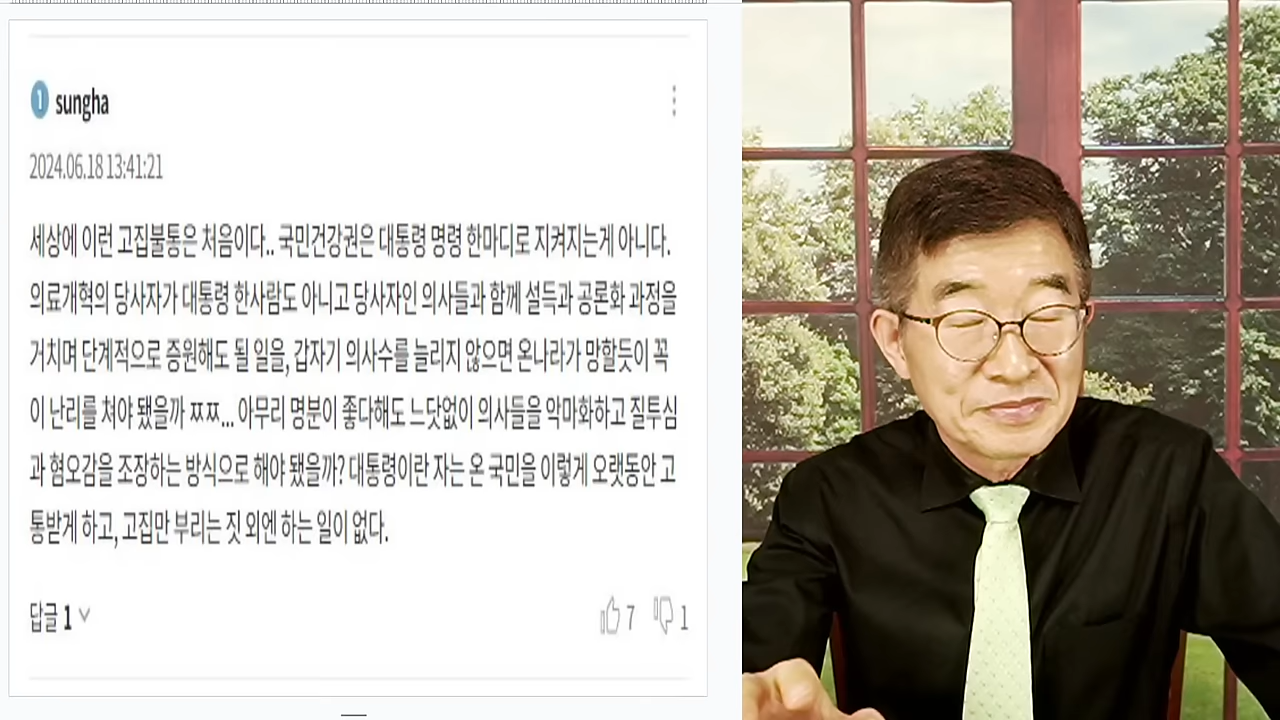 1 sungha
2024.06.18 13:41:21
세상에 이런 고집불통은 처음이다.. 국민건강권은 대통령 명령 한마디로 지켜지는게 아니다.
의료개혁의 당사자가 대통령 한사람도 아니고 당사자인 의사들과 함께 설득과 공론화 과정을
거치며 단계적으로 증원해도 될 일을, 갑자기 의사수를 늘리지 않으면 온나라가 망할듯이 꼭
이 난리를 쳐야 됐을까 ㅉㅉ... 아무리 명분이 좋다해도 느닷없이 의사들을 악마화하고 질투심
과 혐오감을 조장하는 방식으로 해야 됐을까? 대통령이란 자는 온 국민을 이렇게 오랫동안 고
통받게 하고, 고집만 부리는 짓 외엔 하는 일이 없다.
답글 1
7 1